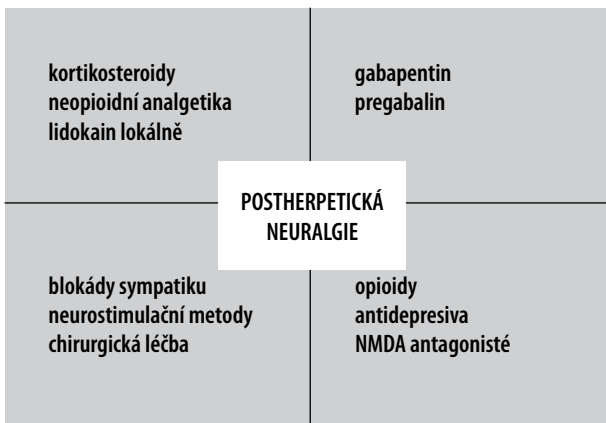 kortikosteroidy
neopioidní analgetika
lidokain lokálně
gabapentin
pregabalin
POSTHERPETICKÁ
NEURALGIE
blokády sympatiku
neurostimulační metody
chirurgická léčba
opioidy
antidepresiva
NMDA antagonisté